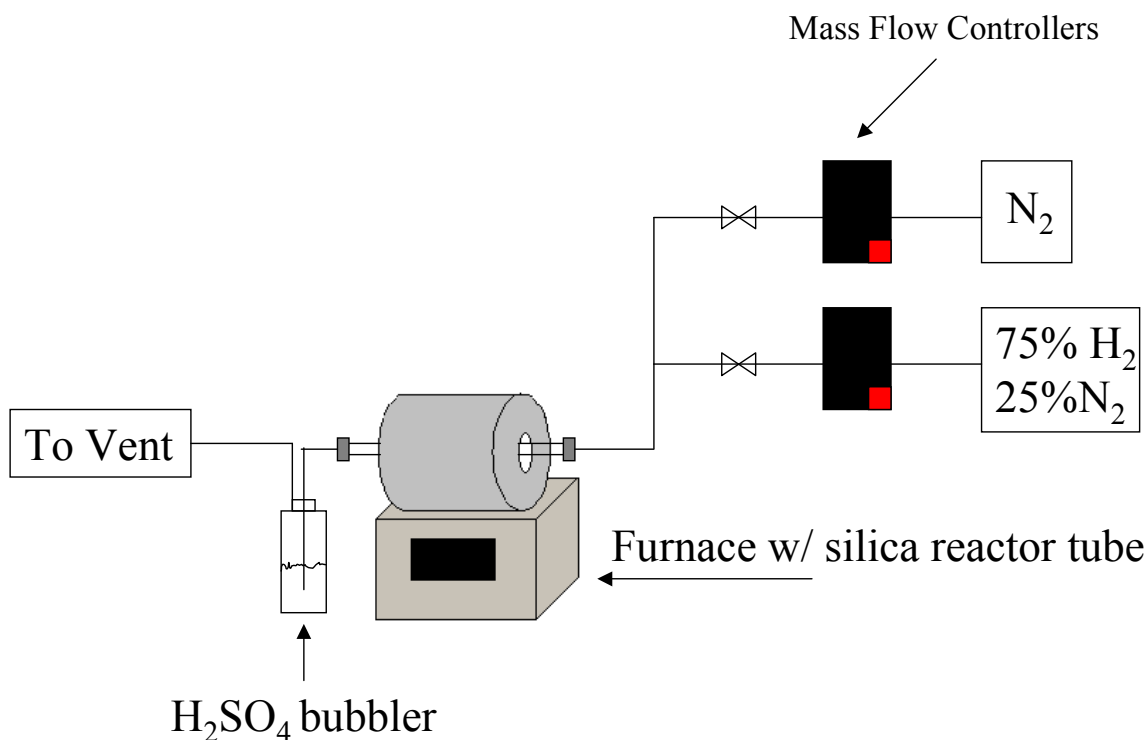 Mass Flow Controllers
N₂
75% H₂
25%N₂
To Vent
Furnace w/ silica reactor tube
H₂SO₄ bubbler